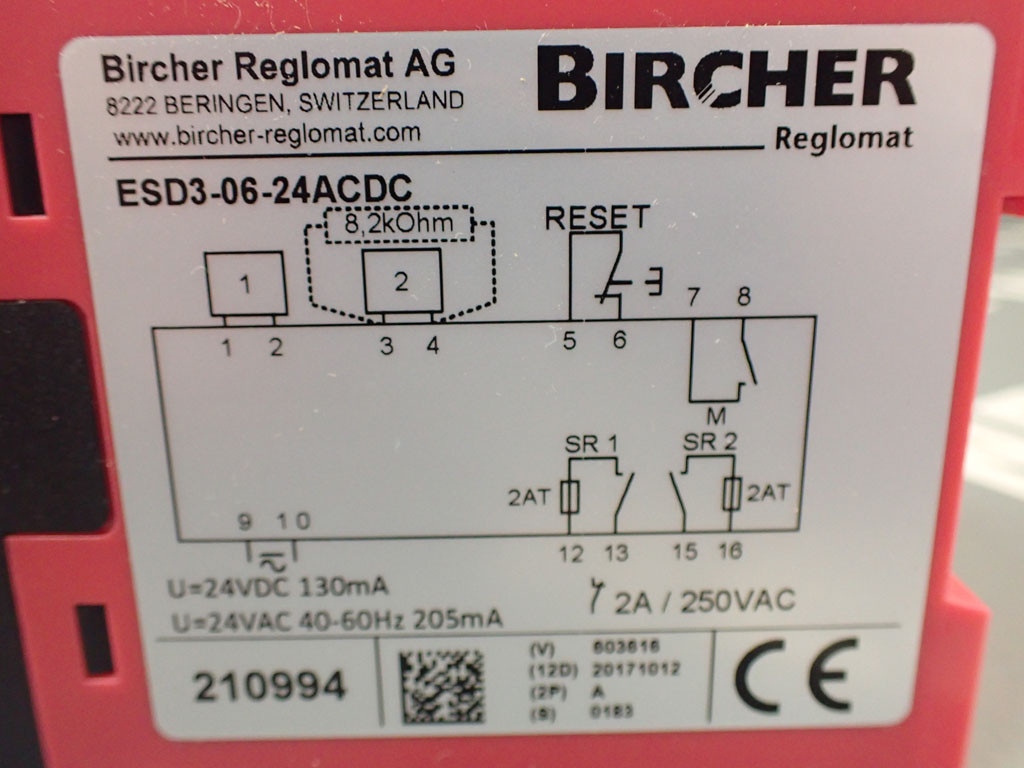 Bircher Reglomat AG
8222 BERINGEN, SWITZERLAND
www.bircher-reglomat.com
BIRCHER
Reglomat
ESD3-06-24ACDC
8,2kOhm
RESET
1
2
7 8
1 2 3 4 5 6
M
SR 1 SR 2
2AT 2AT
9 10
12 13 15 16
U=24VDC 130mA
U=24VAC 40-60Hz 205mA
2A / 250VAC
210994
(V) 603616
(12D) 20171012
(2P) A
(S) 0183
CE